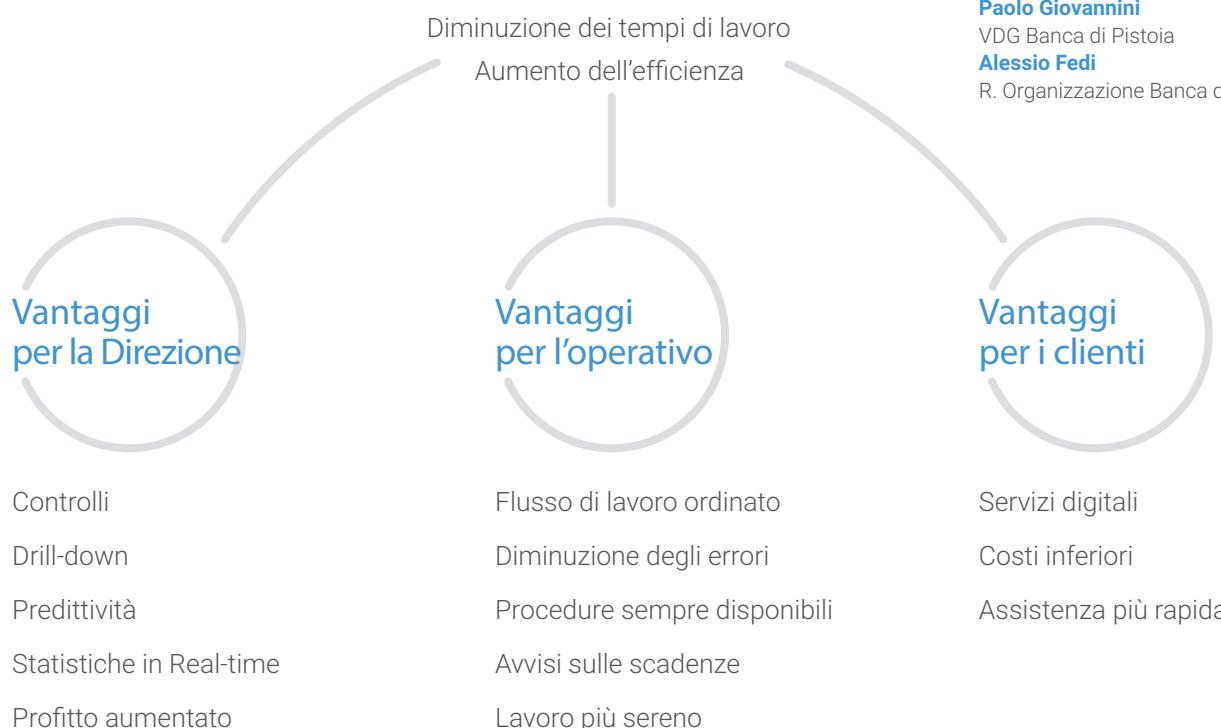 Diminuzione dei tempi di lavoro
Aumento dell'efficienza
Paolo Giovannini
VDG Banca di Pistoia
Alessio Fedi
R. Organizzazione Banca
Vantaggi
per la Direzione
Controlli
Drill-down
Predittività
Statistiche in Real-time
Profitto aumentato
Vantaggi
per l'operativo
Flusso di lavoro ordinato
Diminuzione degli errori
Procedure sempre disponibili
Avvisi sulle scadenze
Lavoro più sereno
Vantaggi
per i clienti
Servizi digitali
Costi inferiori
Assistenza più rapida